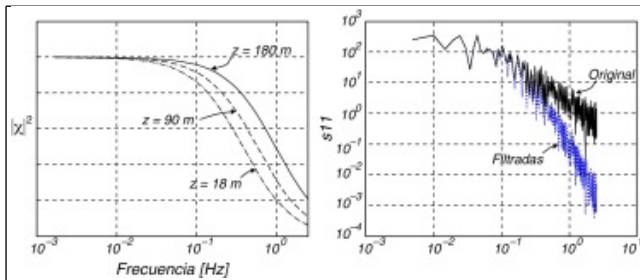 |χ|²
z = 180 m
z = 90 m
z = 18 m
10⁻³
10⁻²
10⁻¹
10⁰
Frecuencia [Hz]
s11
10⁴
10³
10²
10¹
10⁰
10⁻¹
10⁻²
10⁻³
10⁻⁴
Original
Filtradas
10⁻³
10⁻²
10⁻¹
10⁰
10¹